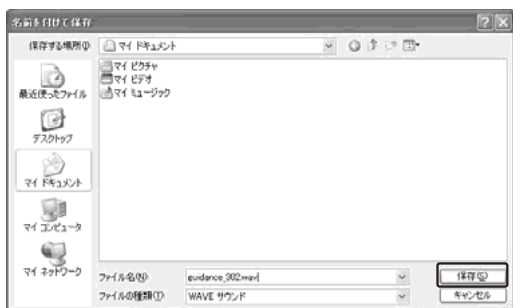 名前を付けて保存
保存する場所(I)
マイ ドキュメント
マイ ピクチャ
マイ ビデオ
マイ ミュージック
最近使ったファイル
デスクトップ
マイ ドキュメント
マイ コンピュータ
マイ ネットワーク
ファイル名(N)
guidance_302.wav
保存(S)
ファイルの種類(T)
WAVE サウンド
キャンセル